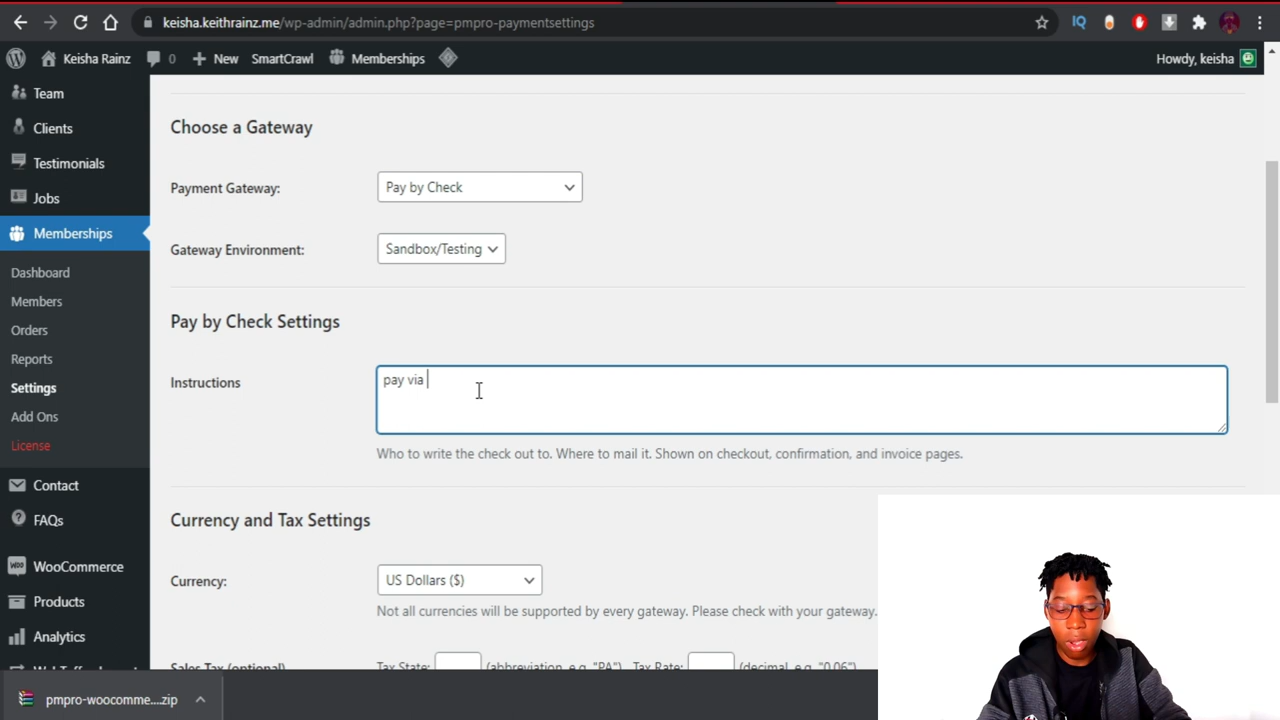 keisha.keithrainz.me/wp-admin/admin.php?page=pmpro-paymentsettings
IQ
Keisha Rainz
0
New
SmartCrawl
Memberships
Howdy, keisha
Team
Clients
Testimonials
Jobs
Memberships
Dashboard
Members
Orders
Reports
Settings
Add Ons
License
Contact
FAQs
WooCommerce
Products
Analytics
Choose a Gateway
Payment Gateway:
Pay by Check
Gateway Environment:
Sandbox/Testing
Pay by Check Settings
Instructions
pay via
Who to write the check out to. Where to mail it. Shown on checkout, confirmation, and invoice pages.
Currency and Tax Settings
Currency:
US Dollars ($)
Not all currencies will be supported by every gateway. Please check with your gateway.
Sales Tax (optional)
Tax State:
(abbreviation, e.g. "PA")
Tax Rate:
(decimal, e.g. "0.06")
pmpro-woocomme....zip